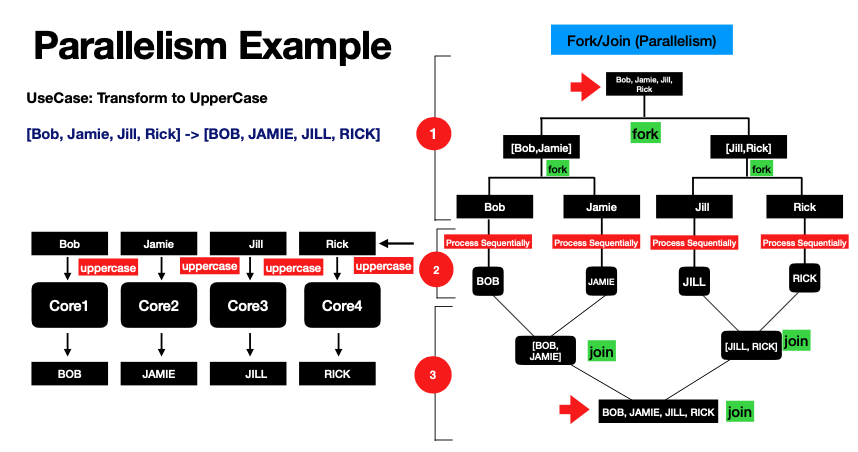 Parallelism Example
UseCase: Transform to UpperCase
[Bob, Jamie, Jill, Rick] -> [BOB, JAMIE, JILL, RICK]
Bob
Jamie
Jill
Rick
uppercase
uppercase
uppercase
uppercase
Core1
Core2
Core3
Core4
BOB
JAMIE
JILL
RICK
Fork/Join (Parallelism)
1
Bob, Jamie, Jill,
Rick
fork
[Bob,Jamie]
[Jill,Rick]
fork
fork
Bob
Jamie
Jill
Rick
2
Process Sequentially
Process Sequentially
Process Sequentially
Process Sequentially
BOB
JAMIE
JILL
RICK
3
[BOB,
JAMIE]
join
[JILL, RICK]
join
BOB, JAMIE, JILL, RICK
join